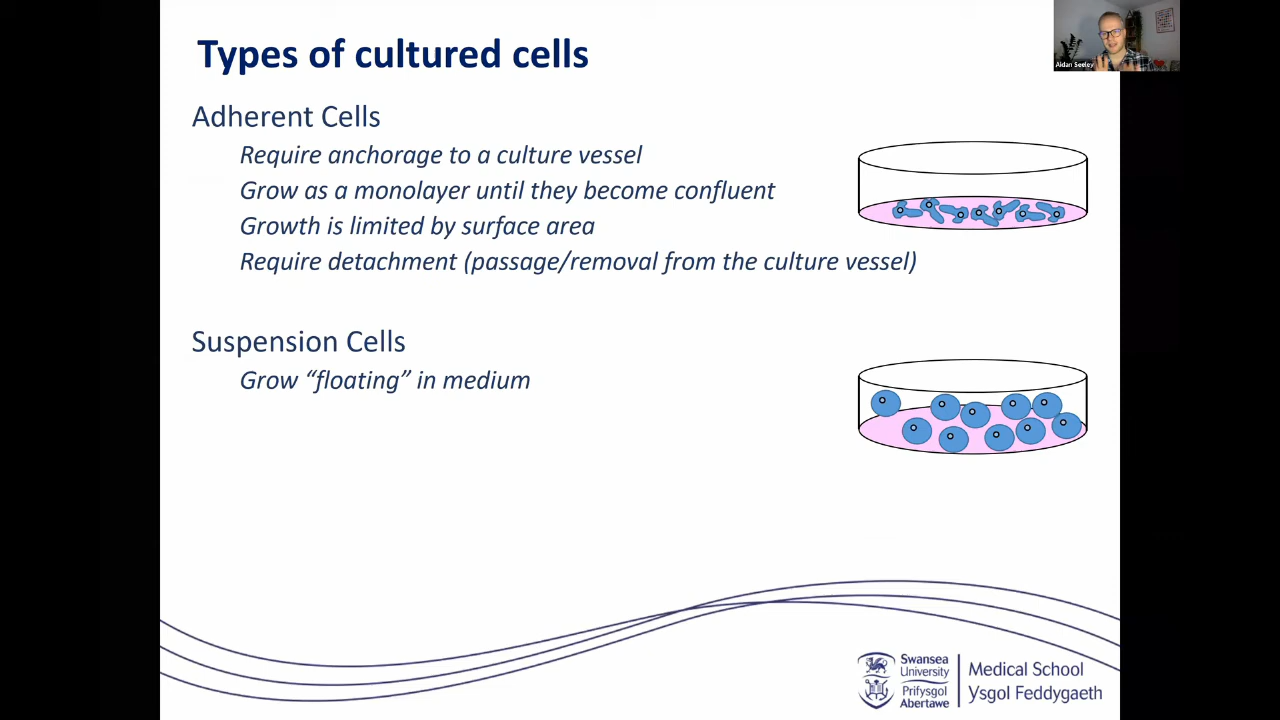 Types of cultured cells
Aidan Seeley
Adherent Cells
Require anchorage to a culture vessel
Grow as a monolayer until they become confluent
Growth is limited by surface area
Require detachment (passage/removal from the culture vessel)
Suspension Cells
Grow “floating” in medium
Swansea
University
Prifysgol
Abertawe
Medical School
Ysgol Feddygaeth